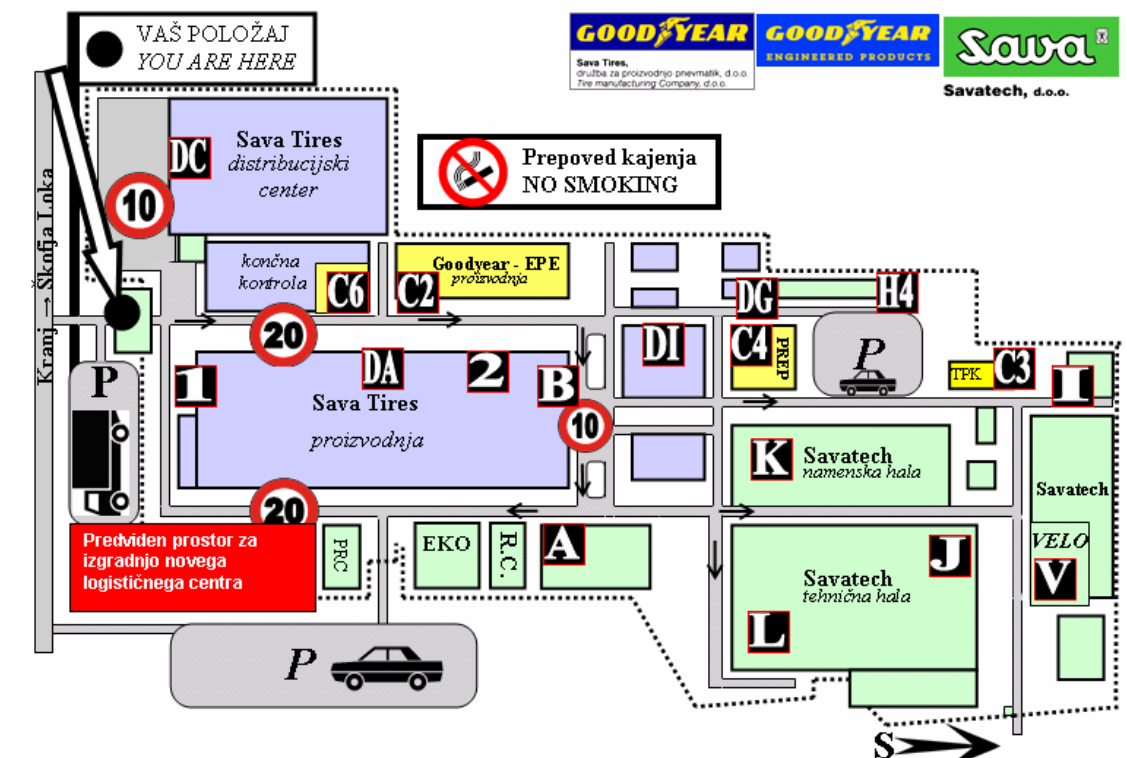 VAŠ POLOŽAJ
YOU ARE HERE
GOODYEAR
Sava Tires,
družba za proizvodnjo pnevmatik, d.o.o.
Tire manufacturing Company, d.o.o.
GOODYEAR
ENGINEERED PRODUCTS
Sava
Savatech, d.o.o.
Kranj → Skofja Loka
DC
Sava Tires
distribucijski
center
10
Prepoved kajenja
NO SMOKING
končna
kontrola
C6
C2
Goodyear - EPE
proizvodnja
DG
H4
20
DI
C4
PREP
P
TPK
C3
I
P
1
DA
2
B
Sava Tires
proizvodnja
10
K
Savatech
namenska hala
Savatech
20
Predviden prostor za
izgradnjo novega
logističnega centra
PRC
EKO
R.C.
A
J
Savatech
tehnična hala
L
VELO
V
P
S